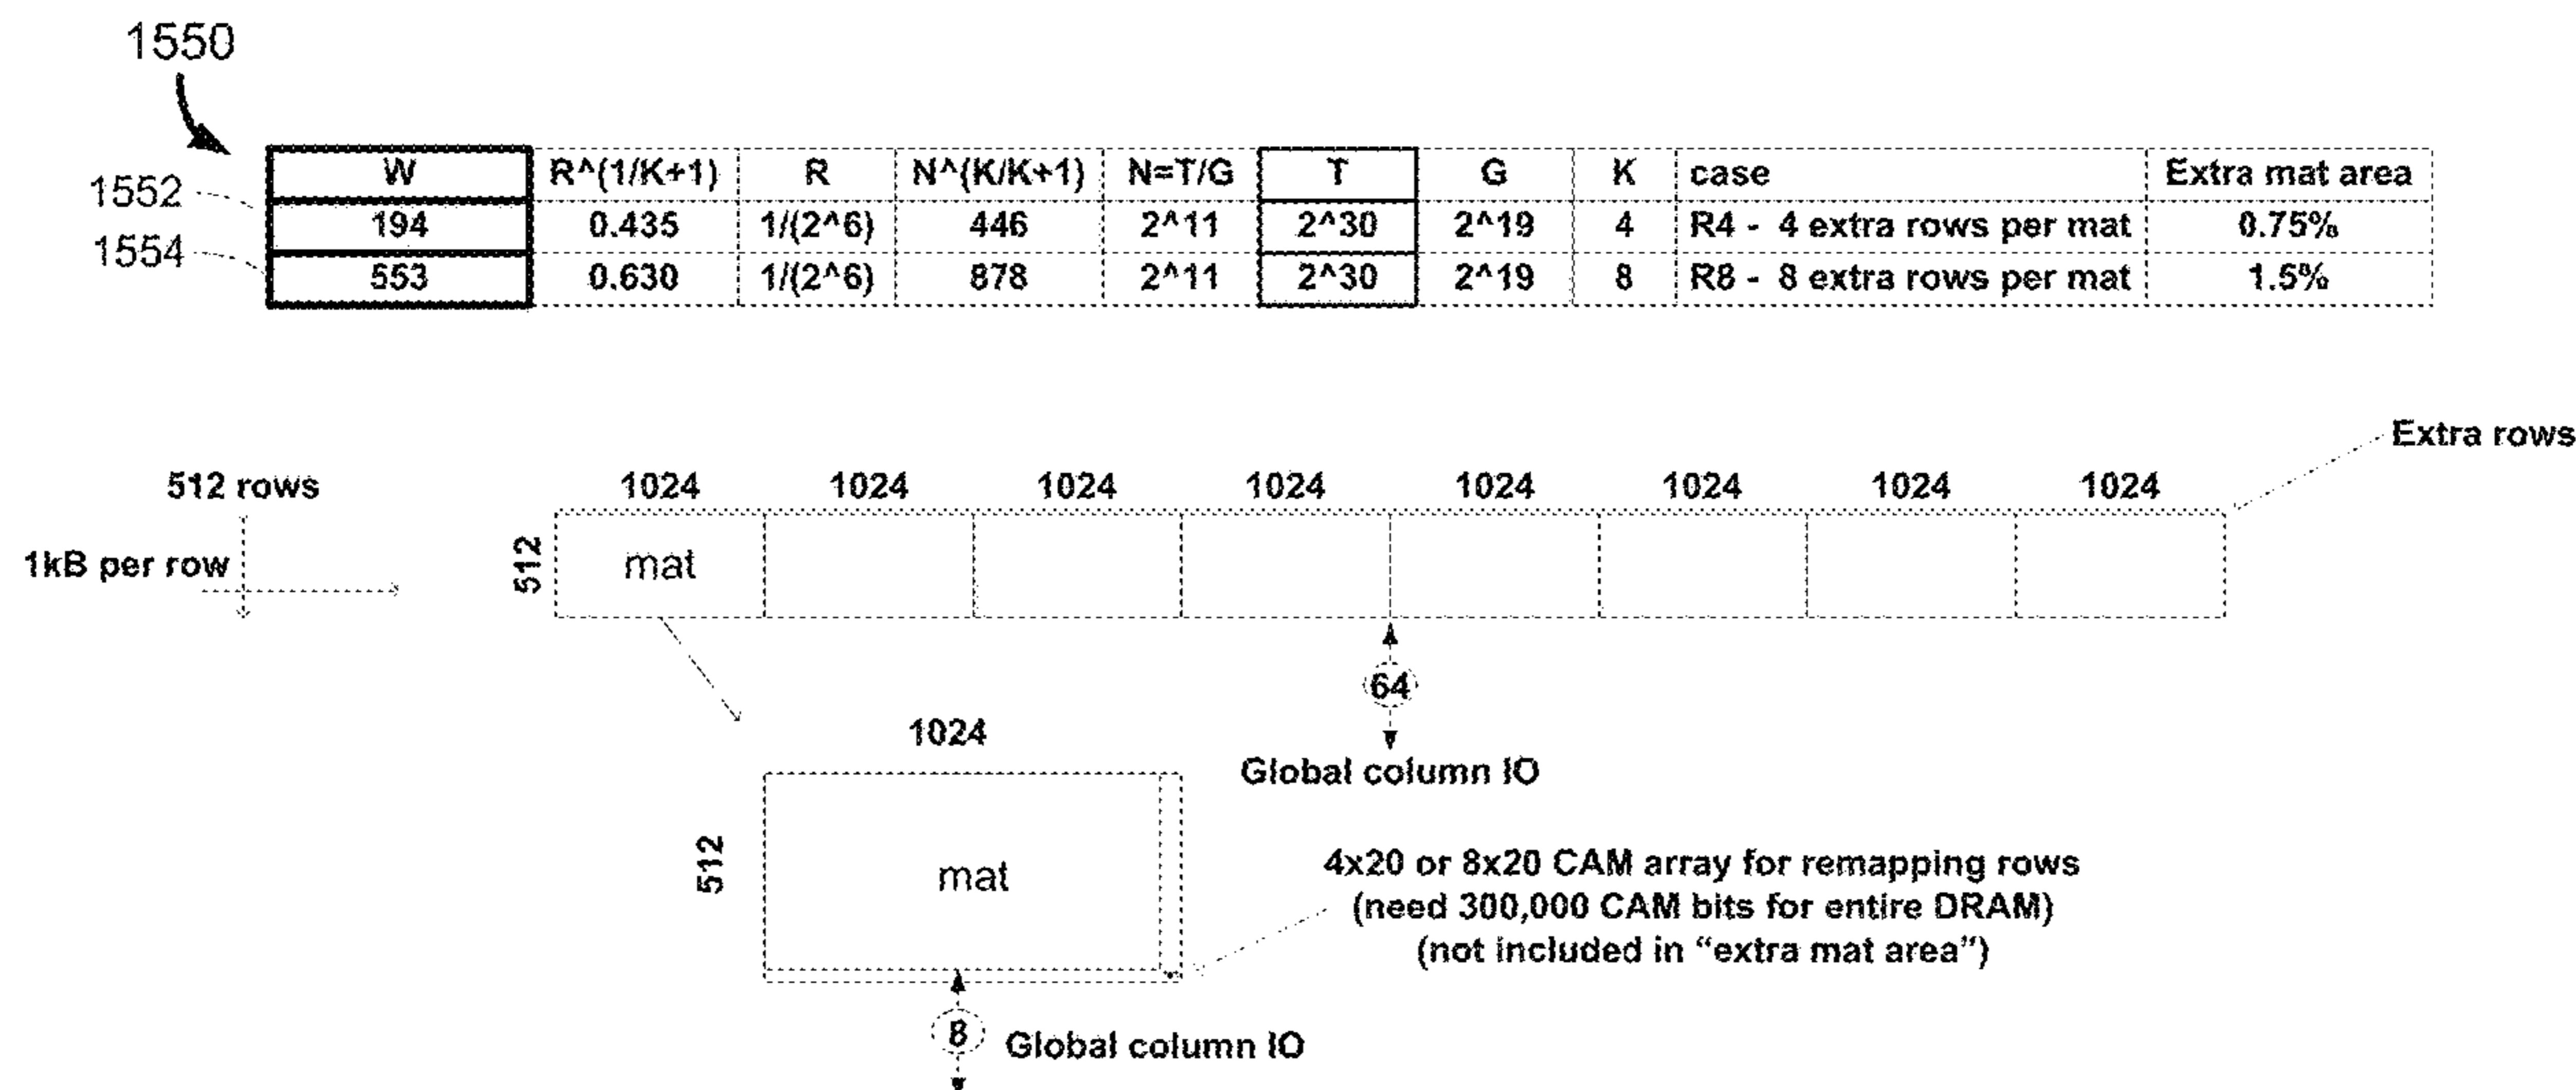 1550
W R^(1/K+1) R N^(K/K+1) N=T/G T G K case Extra mat area
1552
194 0.435 1/(2^6) 446 2^11 2^30 2^19 4 R4 - 4 extra rows per mat 0.75%
1554
553 0.630 1/(2^6) 878 2^11 2^30 2^19 8 R8 - 8 extra rows per mat 1.5%
Extra rows
512 rows
1024 1024 1024 1024 1024 1024 1024 1024
1kB per row
512
mat
64
1024
Global column IO
512
mat
4x20 or 8x20 CAM array for remapping rows
(need 300,000 CAM bits for entire DRAM)
(not included in “extra mat area”)
8
Global column IO